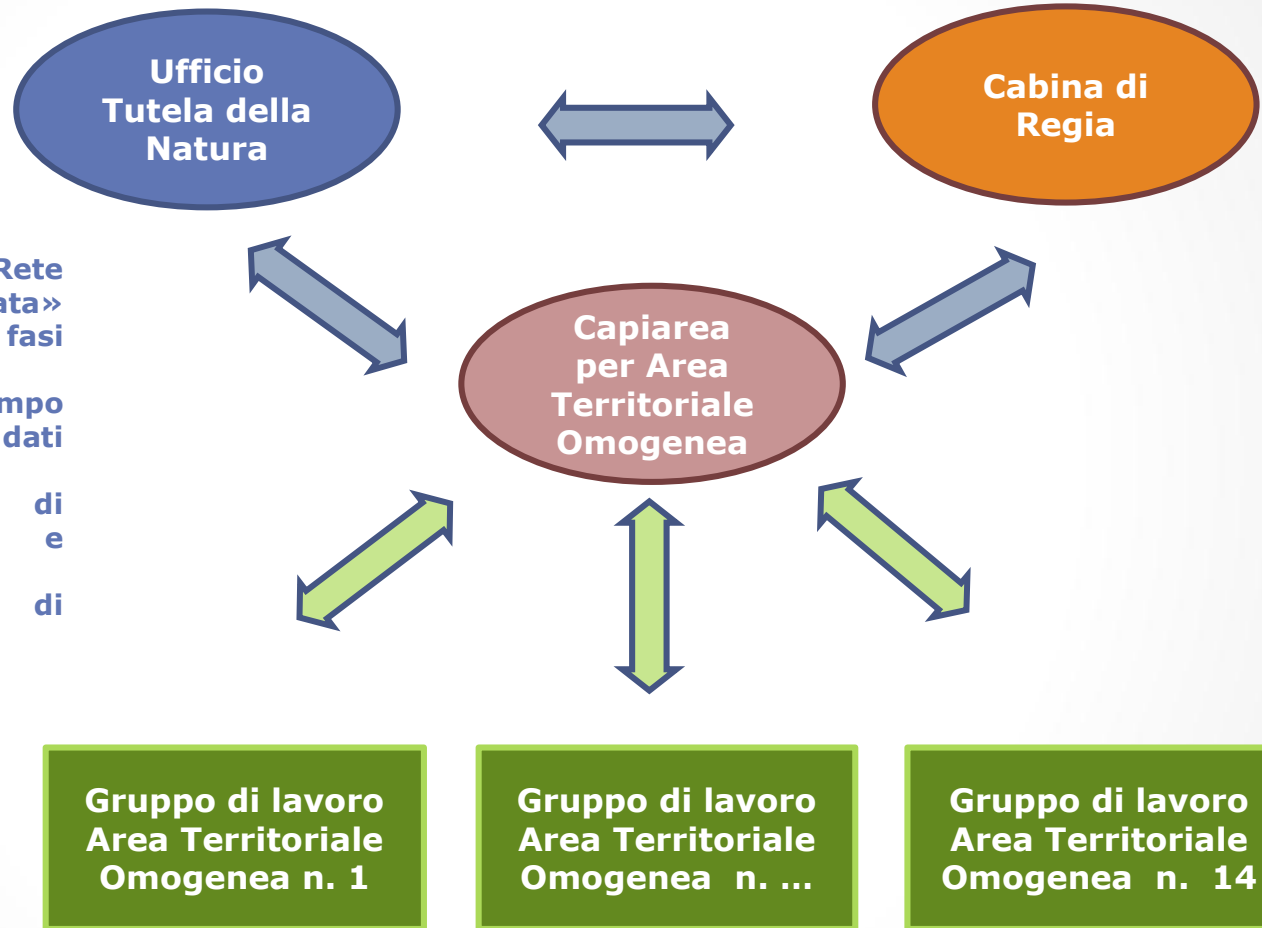 Ufficio
Tutela della
Natura
Cabina di
Regia
Rete
ata»
fasi
mpo
dati
di
e
di
Capiarea
per Area
Territoriale
Omogenea
Gruppo di lavoro
Area Territoriale
Omogenea n. 1
Gruppo di lavoro
Area Territoriale
Omogenea n. ...
Gruppo di lavoro
Area Territoriale
Omogenea n. 14